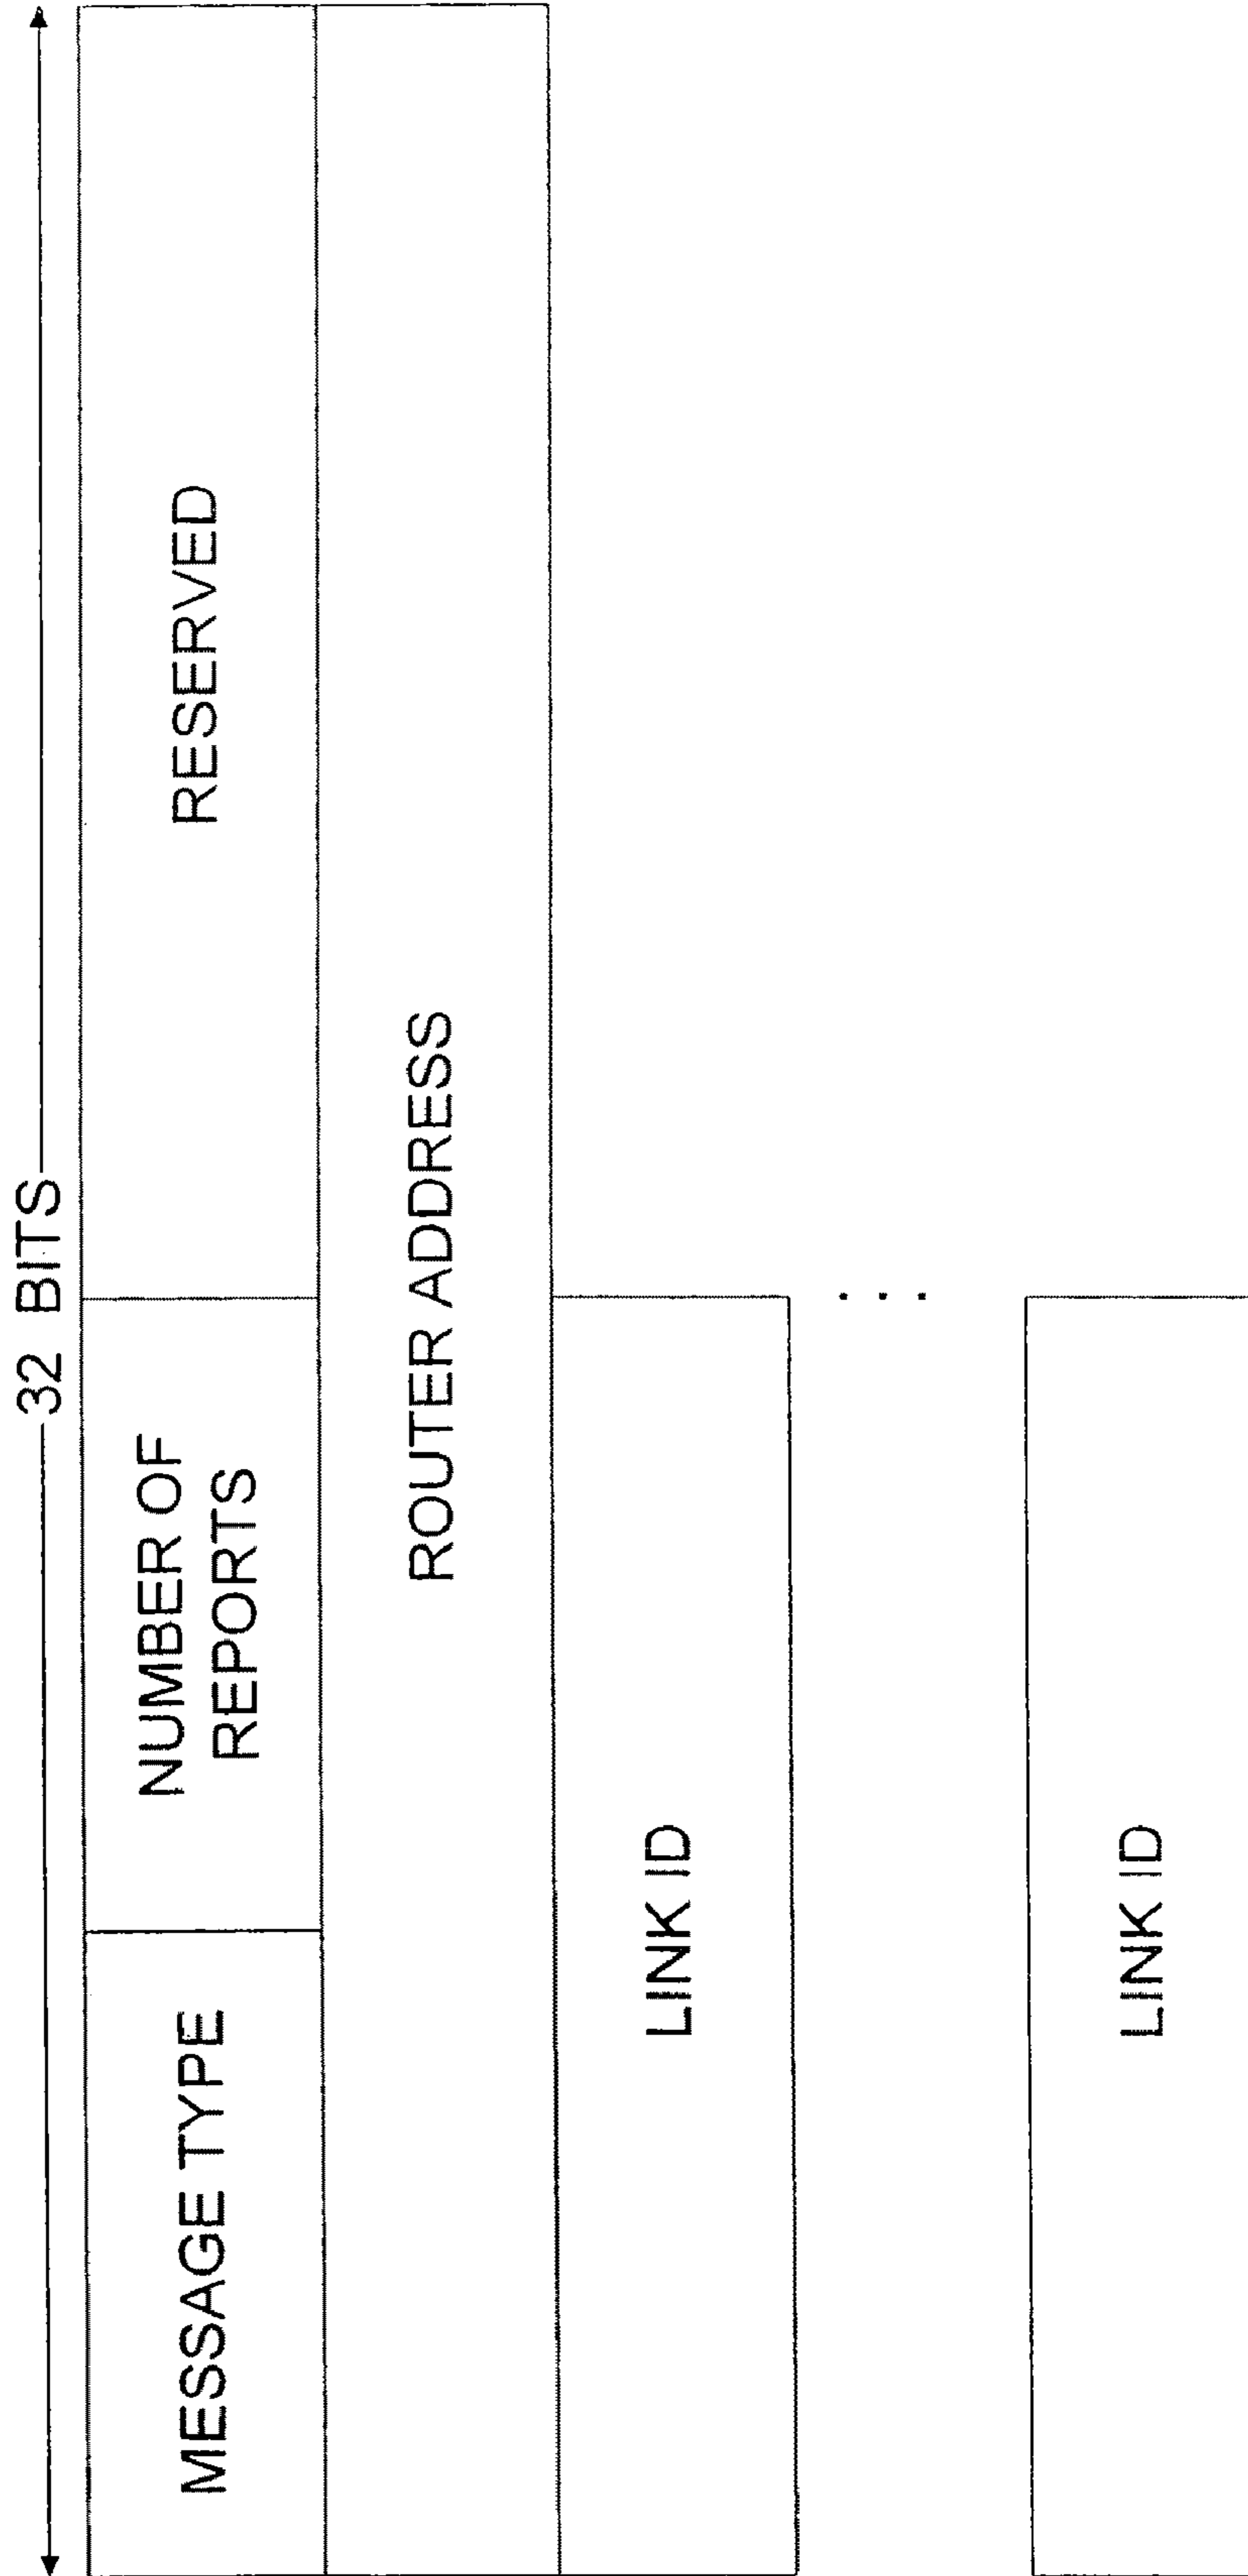 32 BITS
MESSAGE TYPE
NUMBER OF
REPORTS
RESERVED
ROUTER ADDRESS
LINK ID
...
LINK ID